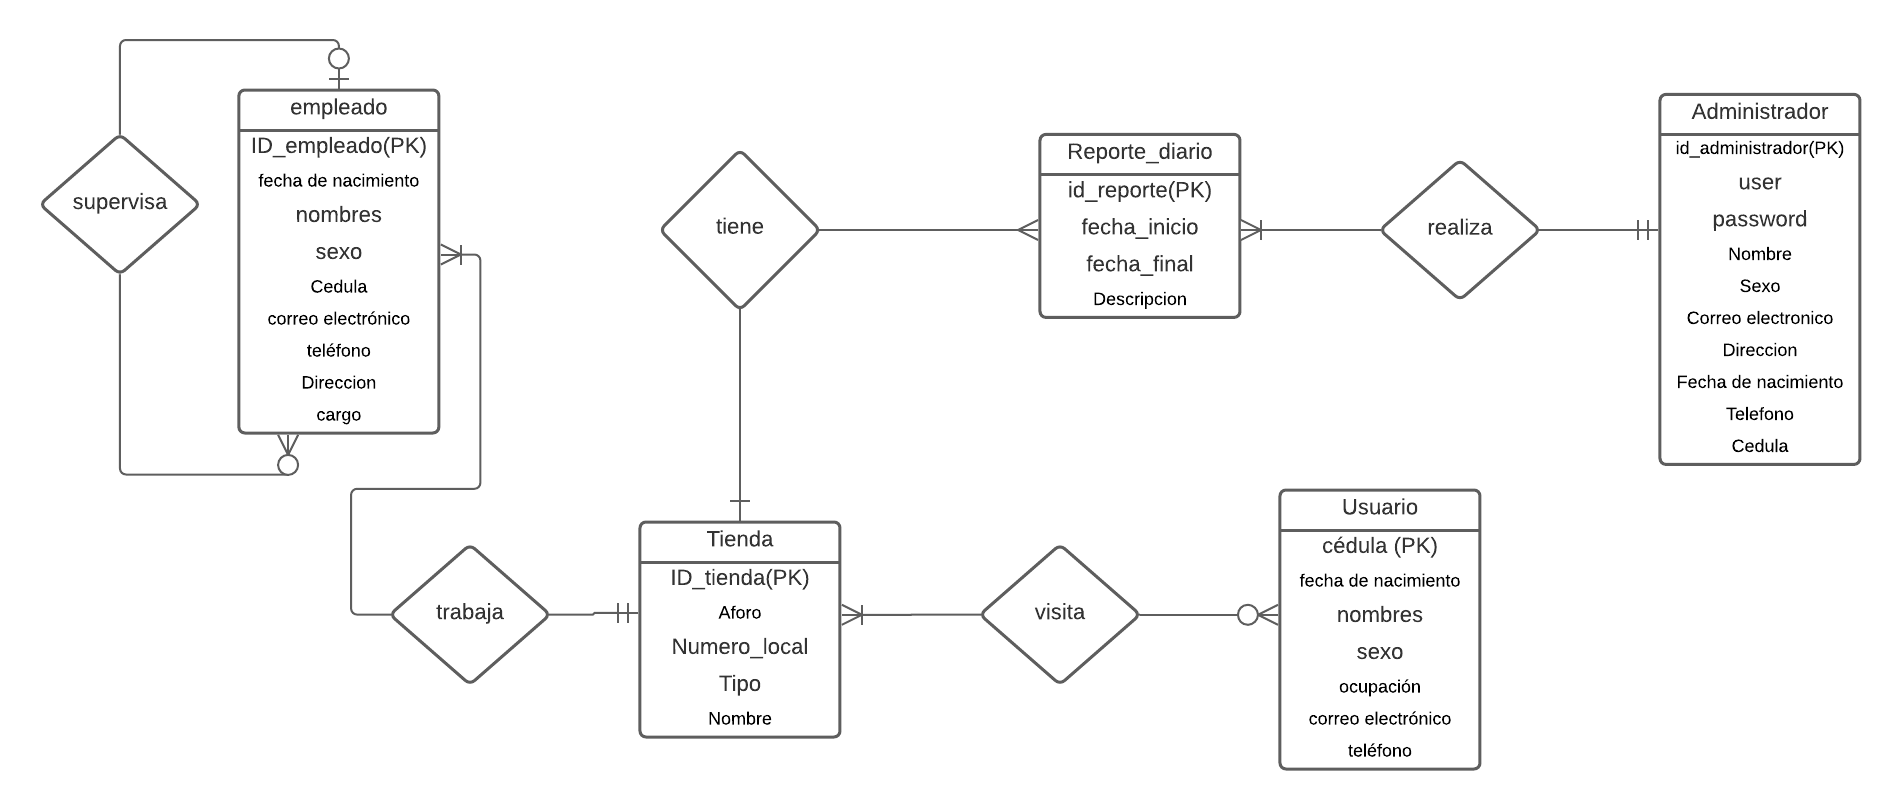 supervisa
empleado
ID_empleado(PK)
fecha de nacimiento
nombres
sexo
Cedula
correo electrónico
teléfono
Direccion
cargo
tiene
Reporte_diario
id_reporte(PK)
fecha_inicio
fecha_final
Descripcion
realiza
Administrador
id_administrador(PK)
user
password
Nombre
Sexo
Correo electronico
Direccion
Fecha de nacimiento
Telefono
Cedula
trabaja
Tienda
ID_tienda(PK)
Aforo
Numero_local
Tipo
Nombre
visita
Usuario
cédula (PK)
fecha de nacimiento
nombres
sexo
ocupación
correo electrónico
teléfono